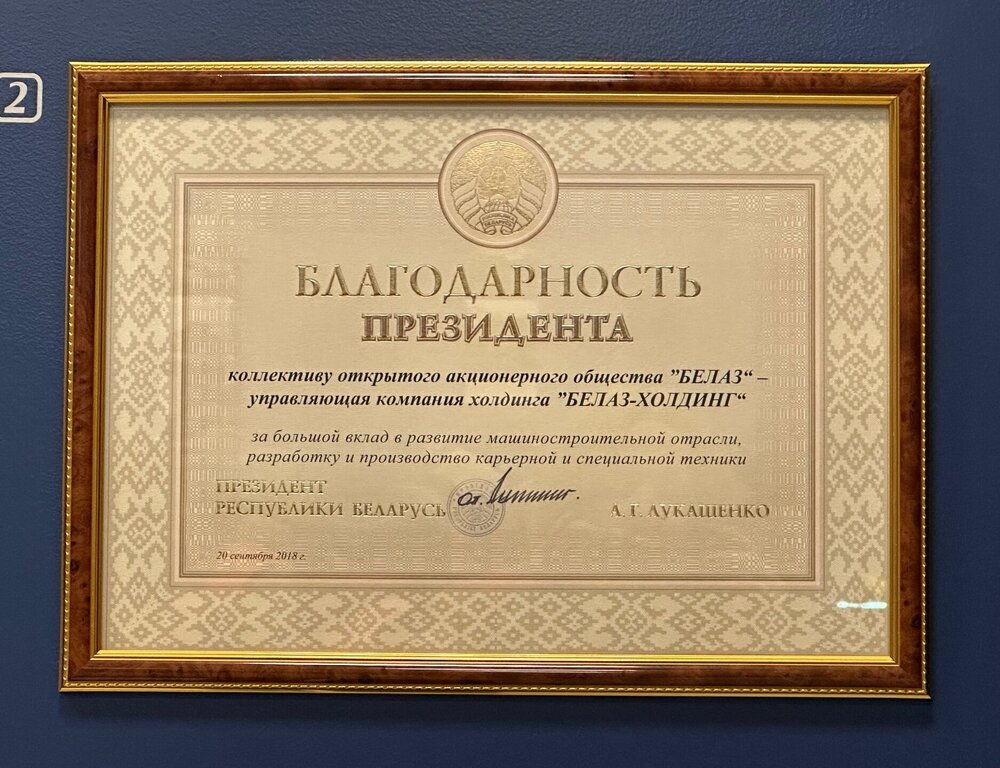 2
БЛАГОДАРНОСТЬ
ПРЕЗИДЕНТА
коллективу открытого акционерного общества ”БЕЛАЗ“ –
управляющая компания холдинга ”БЕЛАЗ-ХОЛДИНГ“
за большой вклад в развитие машиностроительной отрасли,
разработку и производство карьерной и специальной техники
ПРЕЗИДЕНТ
РЕСПУБЛИКИ БЕЛАРУСЬ
А. Г. ЛУКАШЕНКО
20 сентября 2018 г.